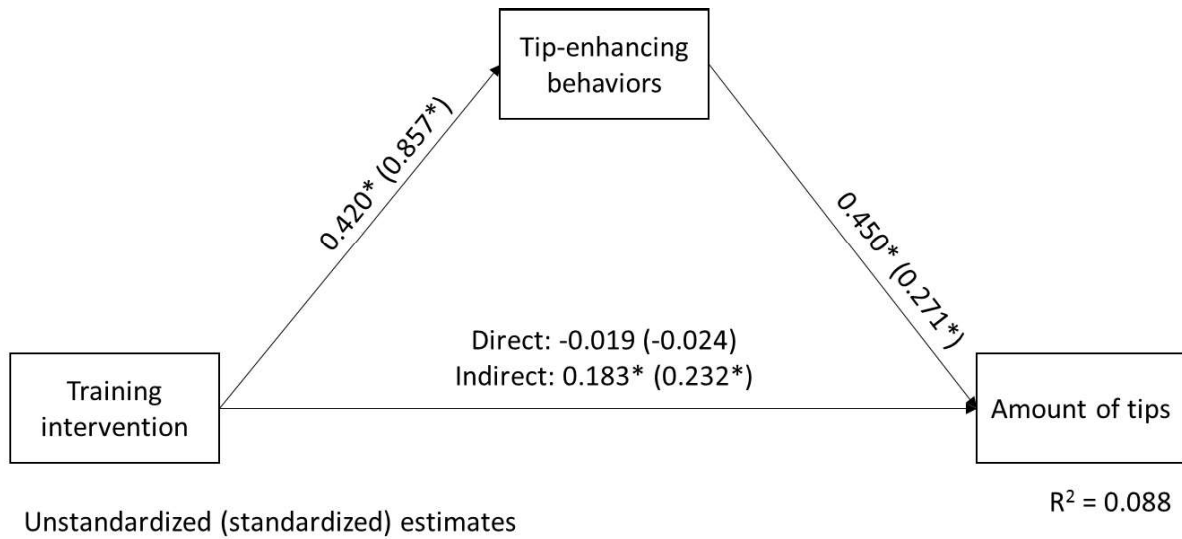 Tip-enhancing
behaviors
0.420* (0.857*)
0.450* (0.271*)
Direct: -0.019 (-0.024)
Indirect: 0.183* (0.232*)
Training
intervention
Amount of tips
R² = 0.088
Unstandardized (standardized) estimates